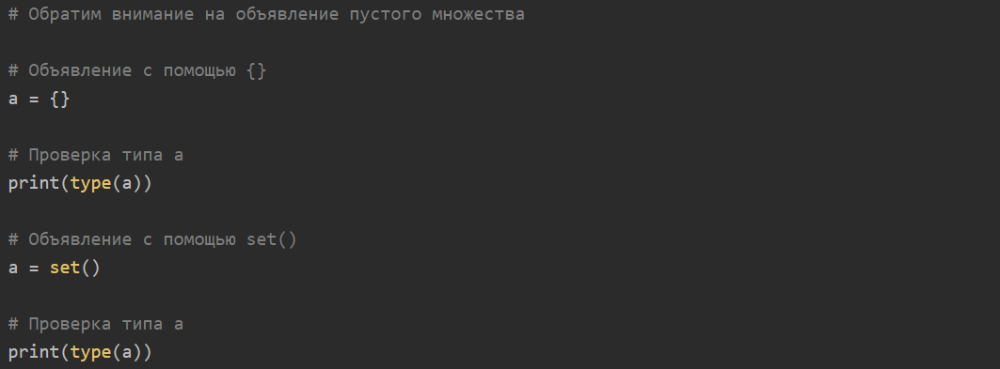 # Обратим внимание на объявление пустого множества
# Объявление с помощью {}
a = {}
# Проверка типа a
print(type(a))
# Объявление с помощью set()
a = set()
# Проверка типа a
print(type(a))